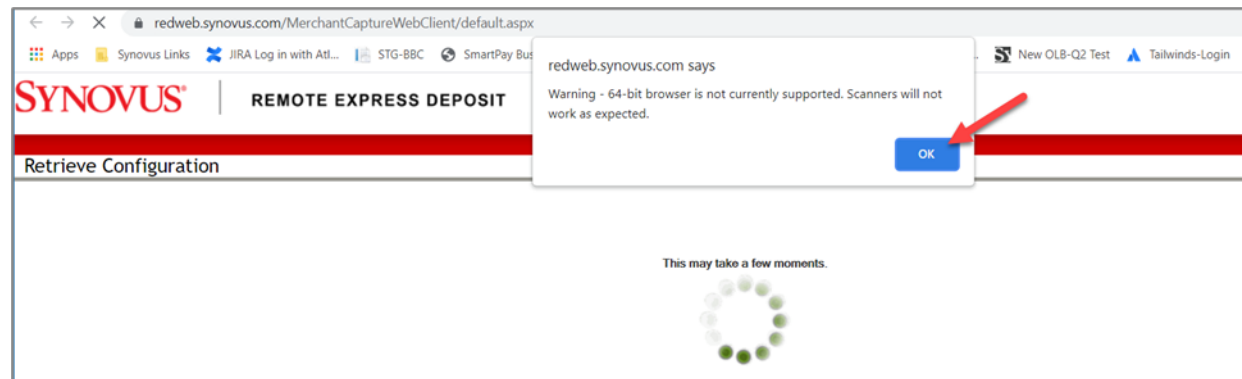 redweb.synovus.com/MerchantCaptureWebClient/default.aspx
Apps Synovus Links JIRA Log in with Atl... STG-BBC SmartPay Bus New OLB-Q2 Test Tailwinds-Login
redweb.synovus.com says
Warning - 64-bit browser is not currently supported. Scanners will not
work as expected.
OK
SYNOVUS® REMOTE EXPRESS DEPOSIT
Retrieve Configuration
This may take a few moments.